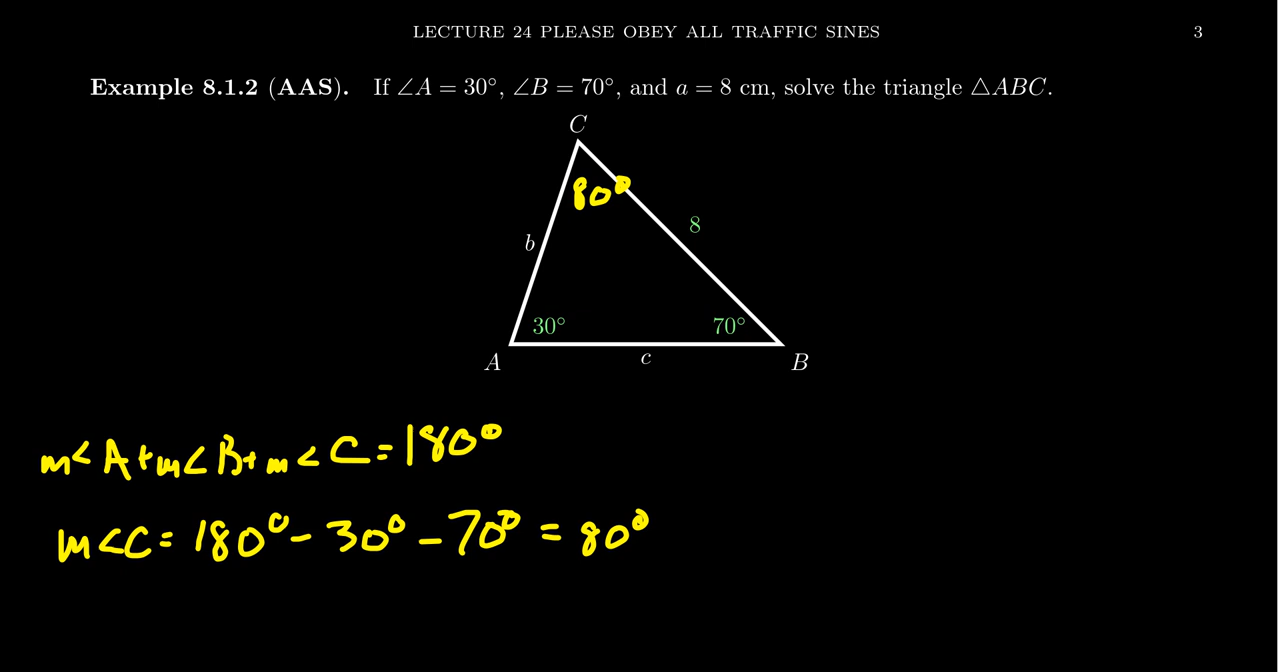 LECTURE 24 PLEASE OBEY ALL TRAFFIC SINES 3
Example 8.1.2 (AAS). If ∠A = 30°, ∠B = 70°, and a = 8 cm, solve the triangle △ABC.
C
80°
8
b
30° 70°
A c B
m<A+m<B+m<C=180°
m<C=180°-30°-70°=80°